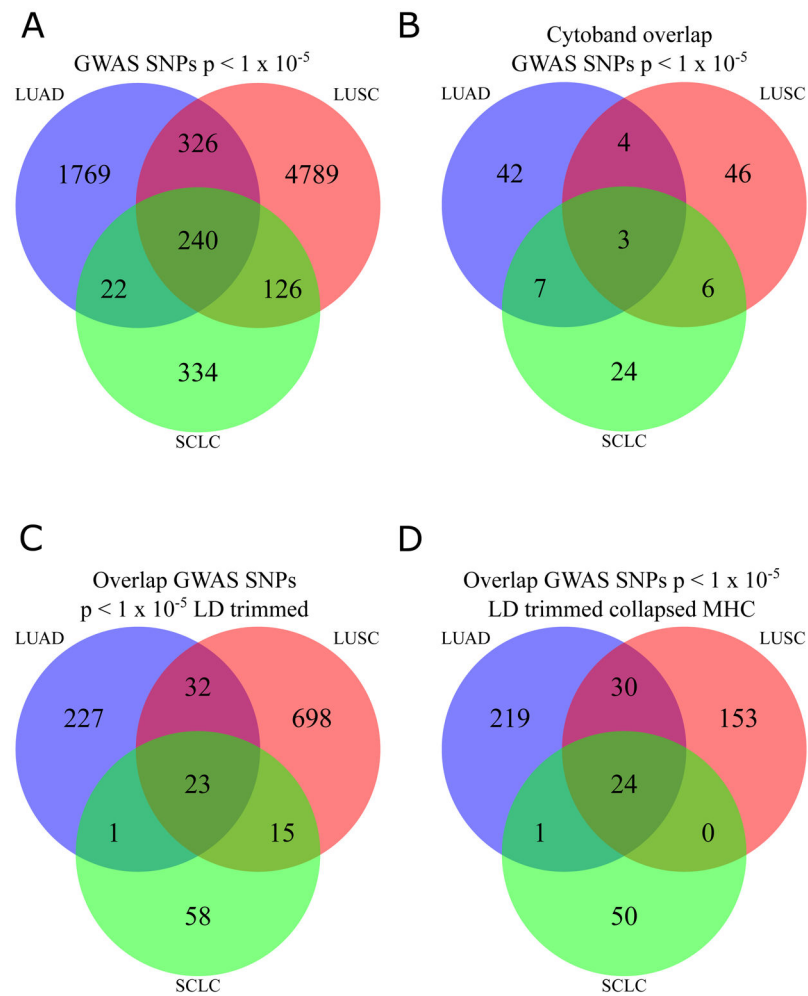 A
GWAS SNPs p < 1 x 10⁻⁵
LUAD
LUSC
326
1769
4789
240
22
126
334
SCLC
B
Cytoband overlap
GWAS SNPs p < 1 x 10⁻⁵
LUAD
LUSC
4
42
46
3
7
6
24
SCLC
C
Overlap GWAS SNPs
p < 1 x 10⁻⁵ LD trimmed
LUAD
LUSC
32
227
698
23
1
15
58
SCLC
D
Overlap GWAS SNPs p < 1 x 10⁻⁵
LD trimmed collapsed MHC
LUAD
LUSC
30
219
153
24
1
0
50
SCLC